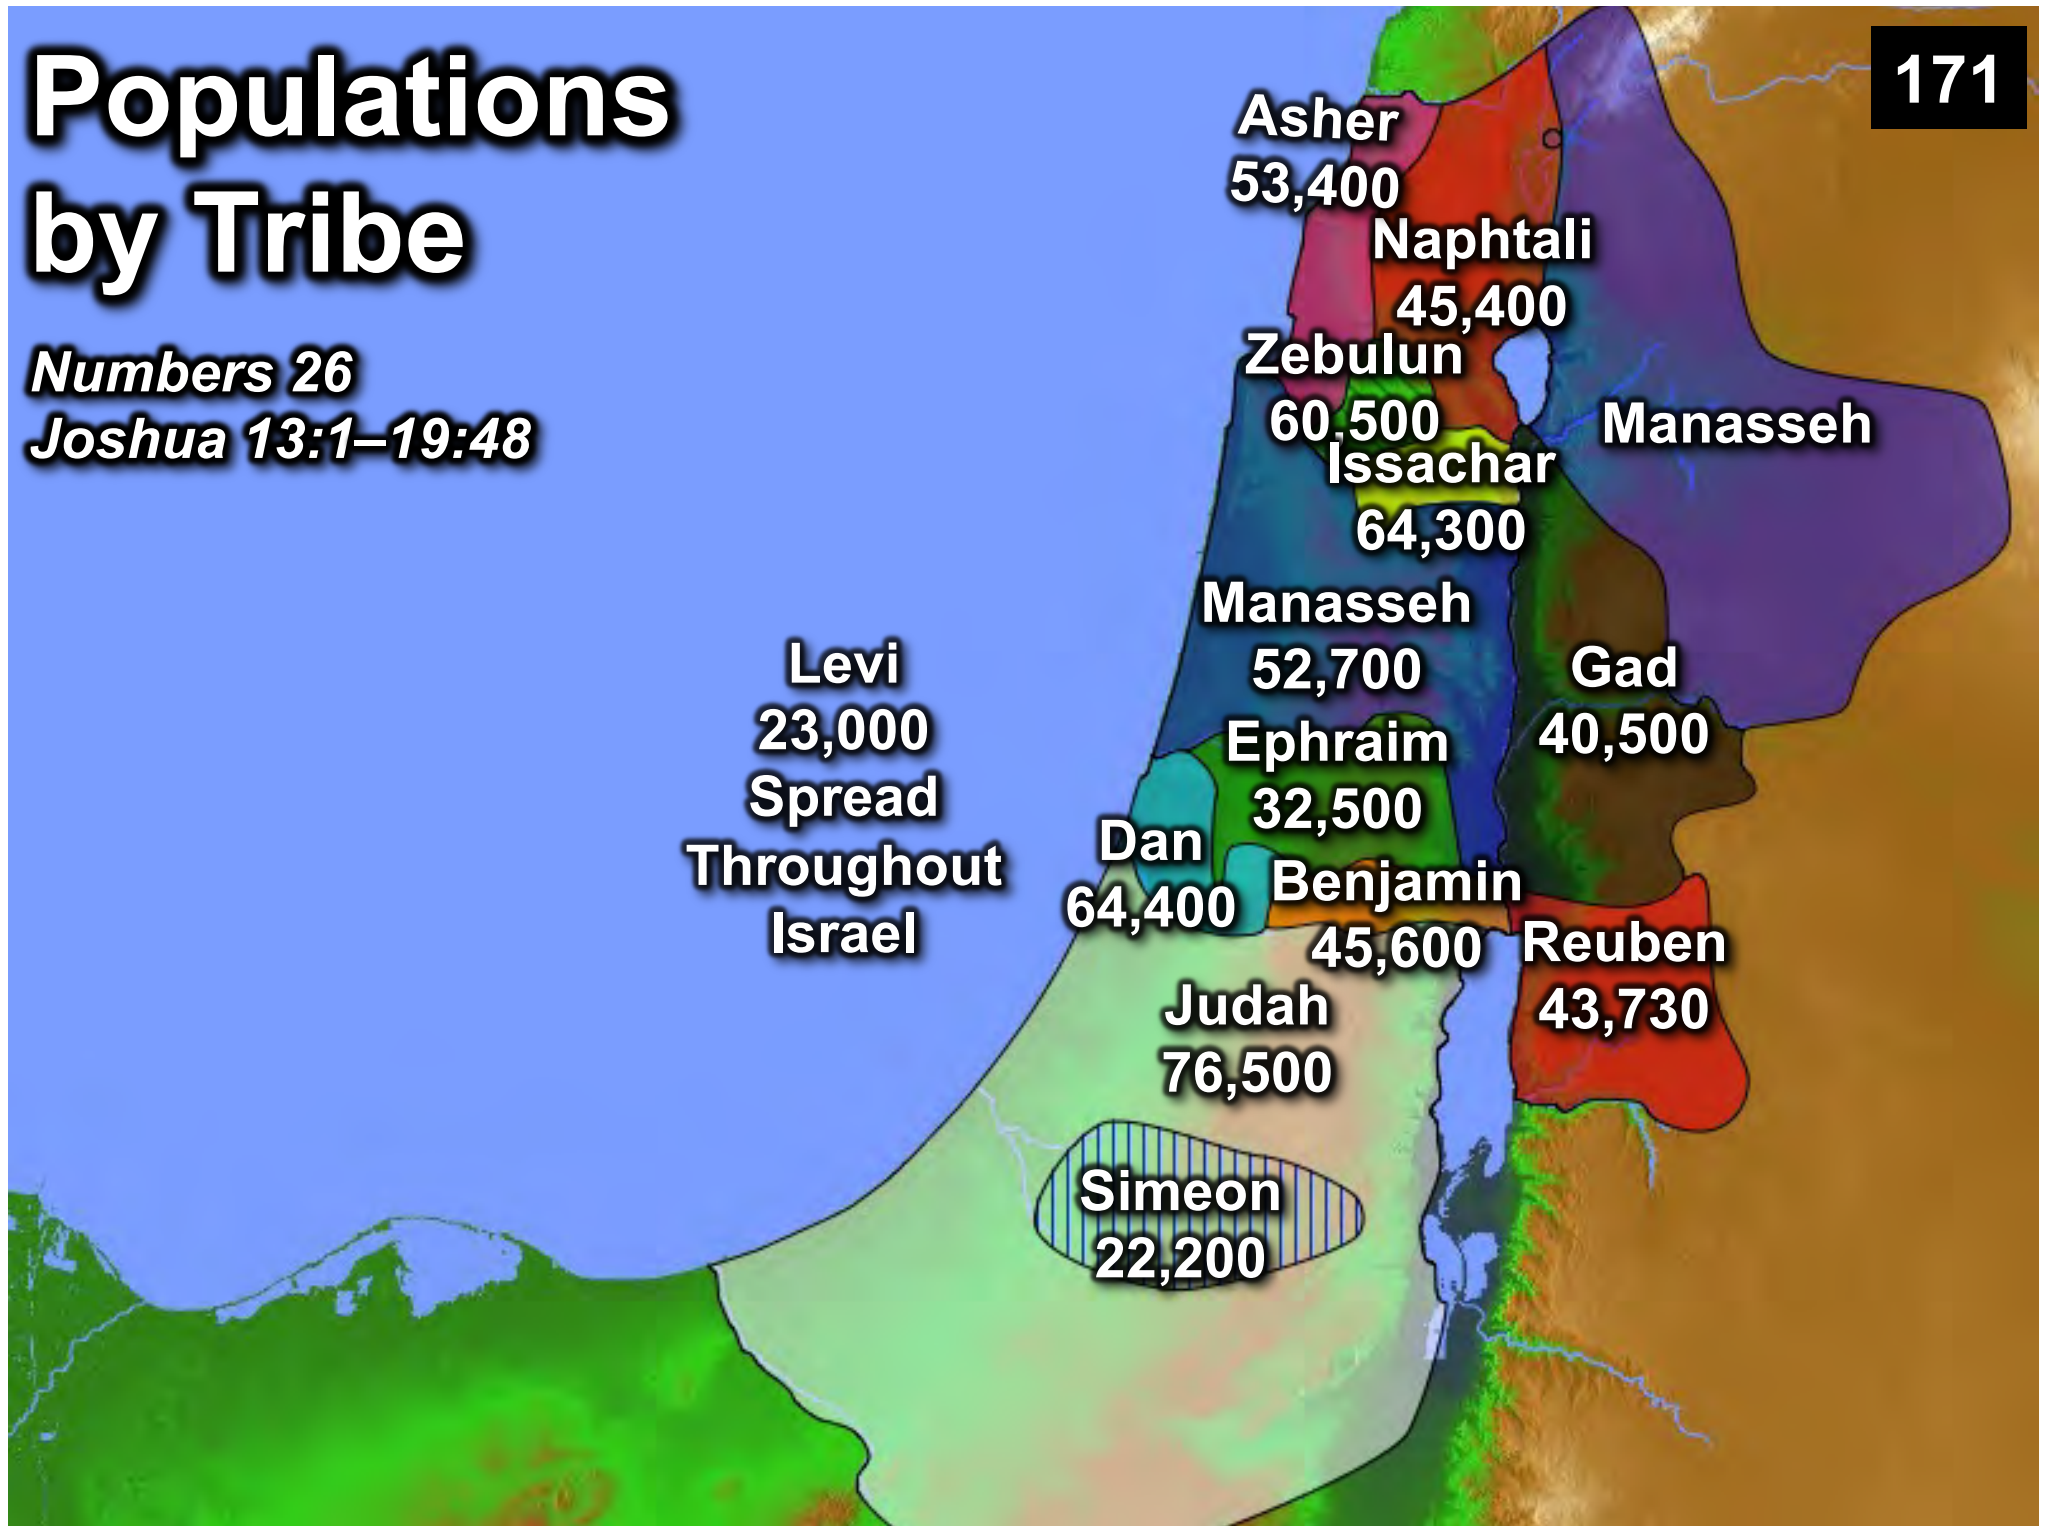 Populations
by Tribe
171
Numbers 26
Joshua 13:1–19:48
Asher
53,400
Naphtali
45,400
Zebulun
60,500
Manasseh
Issachar
64,300
Manasseh
52,700
Gad
40,500
Levi
23,000
Spread
Throughout
Israel
Ephraim
32,500
Dan
64,400
Benjamin
45,600
Reuben
43,730
Judah
76,500
Simeon
22,200